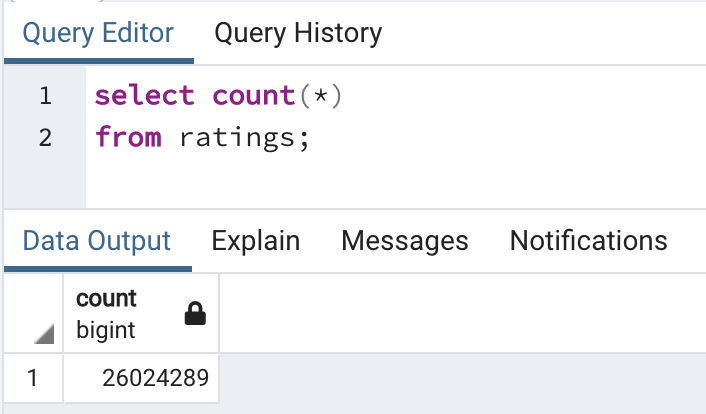 Query Editor Query History
1 select count(*)
2 from ratings;
Data Output Explain Messages Notifications
count
bigint
1 26024289